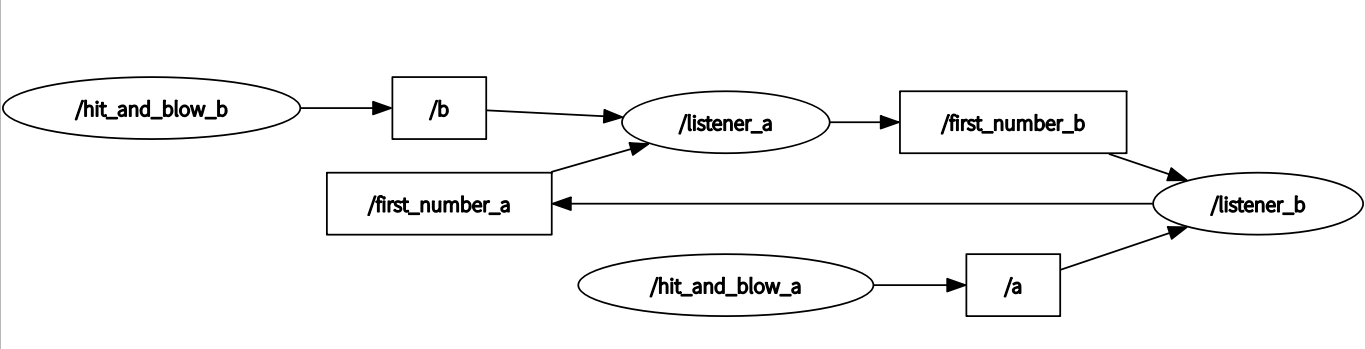 /hit_and_blow_b
/b
/listener_a
/first_number_b
/first_number_a
/listener_b
/hit_and_blow_a
/a